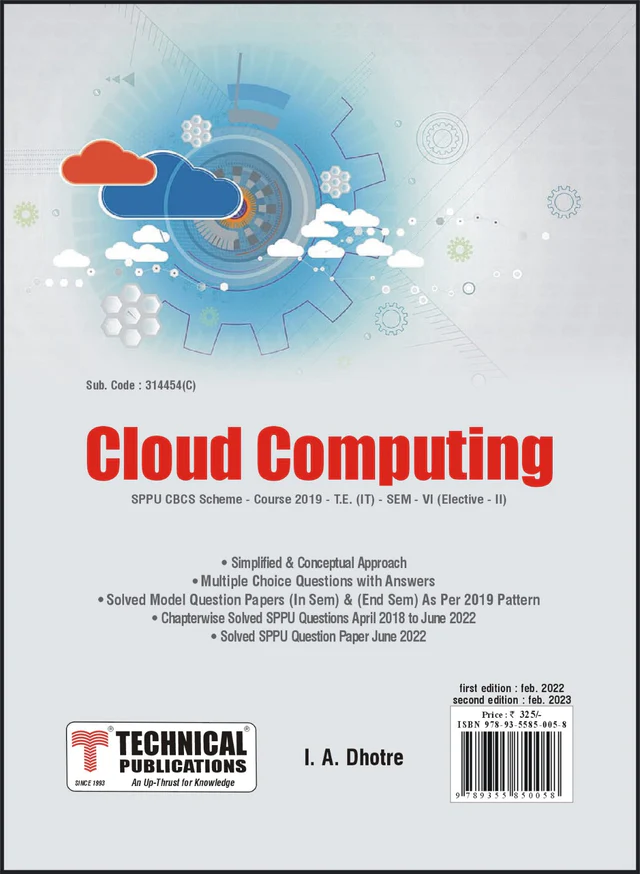 Sub. Code : 314454(C)
Cloud Computing
SPPU CBCS Scheme - Course 2019 - T.E. (IT) - SEM - VI (Elective - II)
• Simplified & Conceptual Approach
• Multiple Choice Questions with Answers
• Solved Model Question Papers (In Sem) & (End Sem) As Per 2019 Pattern
• Chapterwise Solved SPPU Questions April 2018 to June 2022
• Solved SPPU Question Paper June 2022
first edition : feb. 2022
second edition : feb. 2023
Price : ₹ 325/-
ISBN 978-93-5585-005-8
9 789355 850058
® TECHNICAL®
PUBLICATIONS
SINCE 1993 An Up-Thrust for Knowledge
I. A. Dhotre